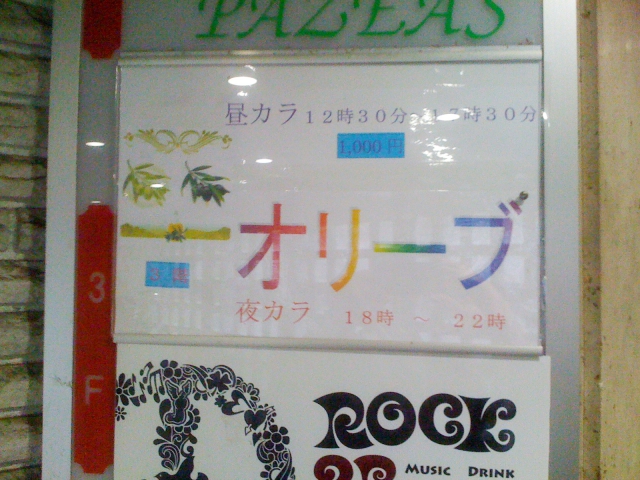 PAZEAS
昼カラ 12時30分~17時30分
1,000円
オリーブ
3
F
夜カラ 18時 ～ 22時
ROCK
MUSIC DRINK